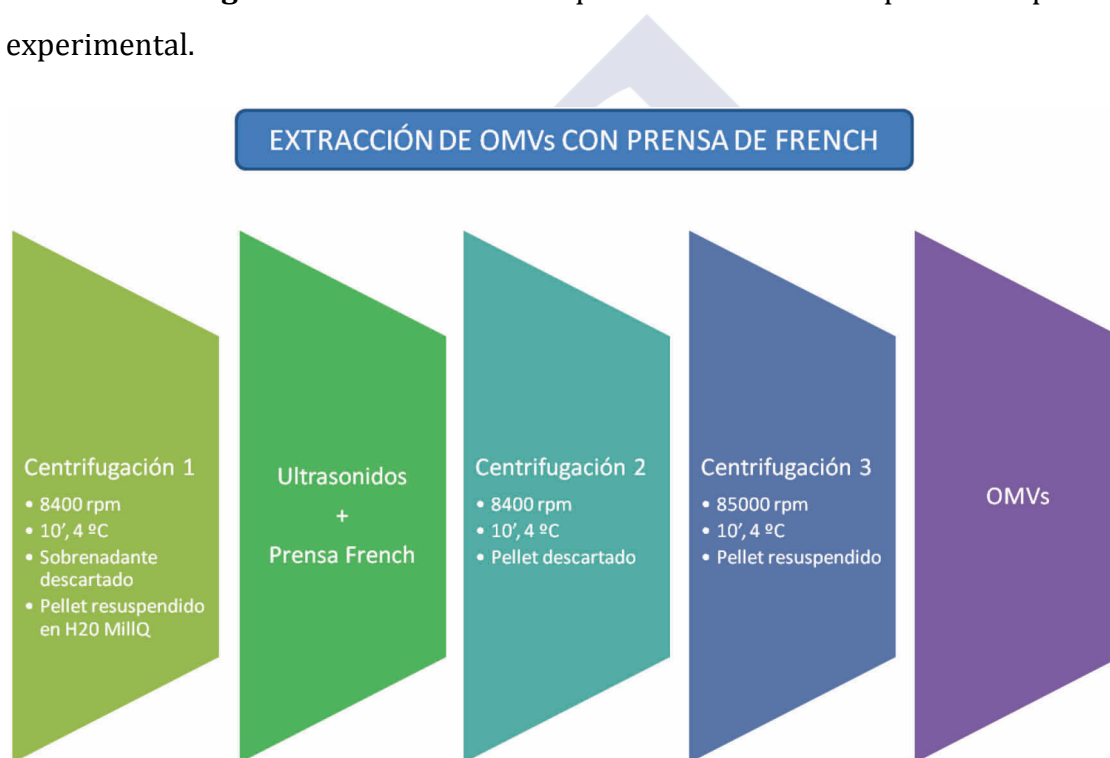 experimental.
EXTRACCIÓN DE OMVs CON PRENSA DE FRENCH
Centrifugación 1
• 8400 rpm
• 10’, 4 ºC
• Sobrenadante
descartado
• Pellet resuspendido
en H20 MillQ
Ultrasonidos
+
Prensa French
Centrifugación 2
• 8400 rpm
• 10’, 4 ºC
• Pellet descartado
Centrifugación 3
• 85000 rpm
• 10’, 4 ºC
• Pellet resuspendido
OMVs